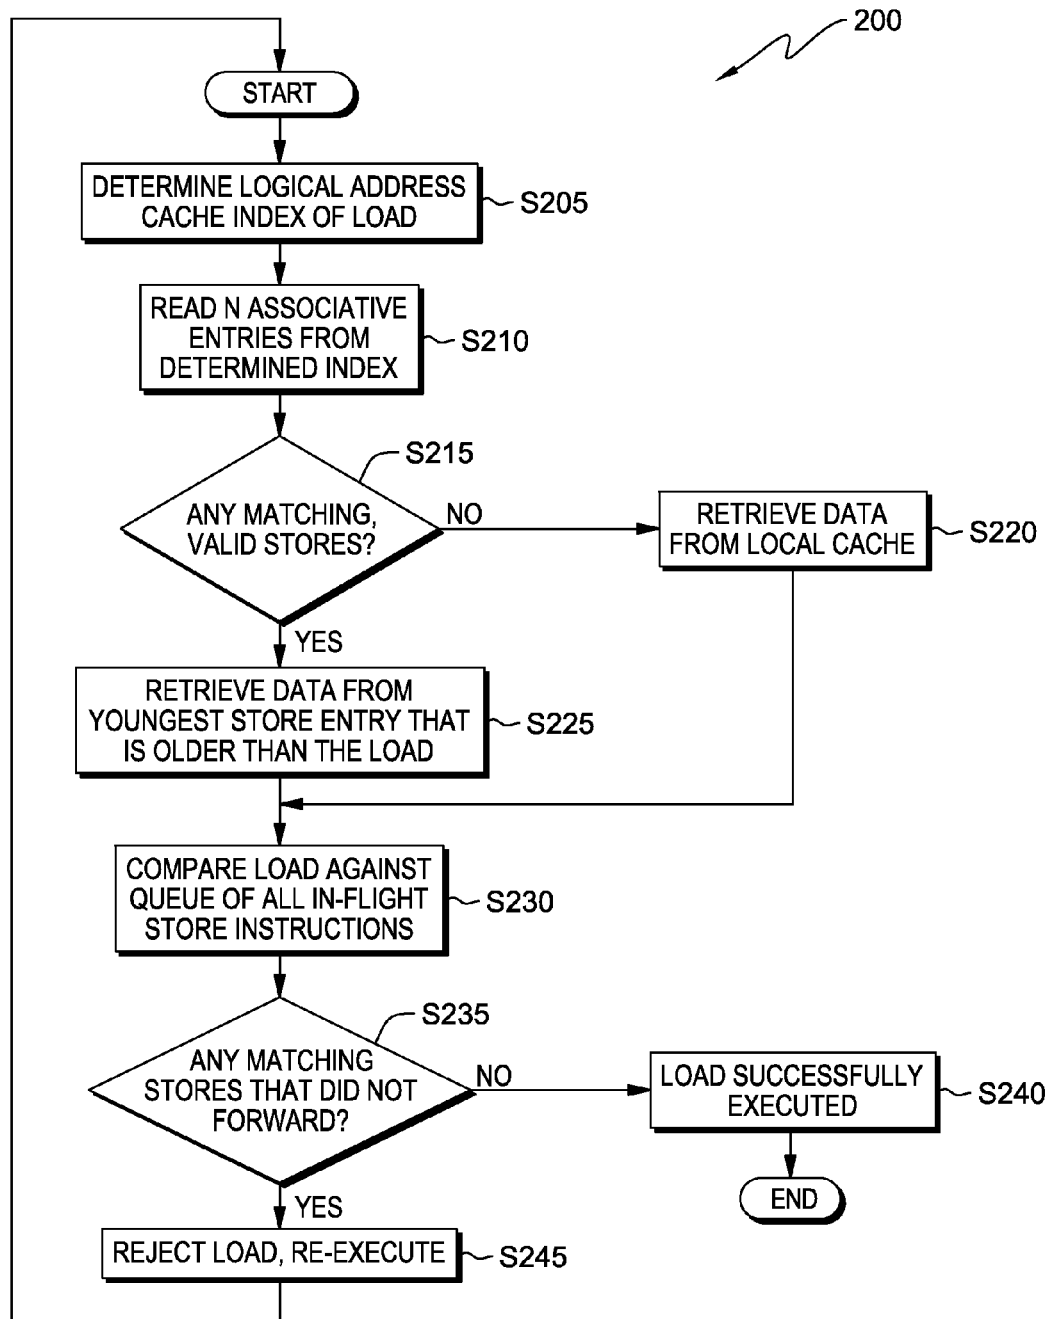 200
START
DETERMINE LOGICAL ADDRESS
CACHE INDEX OF LOAD
S205
READ N ASSOCIATIVE
ENTRIES FROM
DETERMINED INDEX
S210
S215
ANY MATCHING,
VALID STORES?
NO
RETRIEVE DATA
FROM LOCAL CACHE
S220
YES
RETRIEVE DATA FROM
YOUNGEST STORE ENTRY THAT
IS OLDER THAN THE LOAD
S225
COMPARE LOAD AGAINST
QUEUE OF ALL IN-FLIGHT
STORE INSTRUCTIONS
S230
S235
ANY MATCHING
STORES THAT DID NOT
FORWARD?
NO
LOAD SUCCESSFULLY
EXECUTED
S240
END
YES
REJECT LOAD, RE-EXECUTE
S245